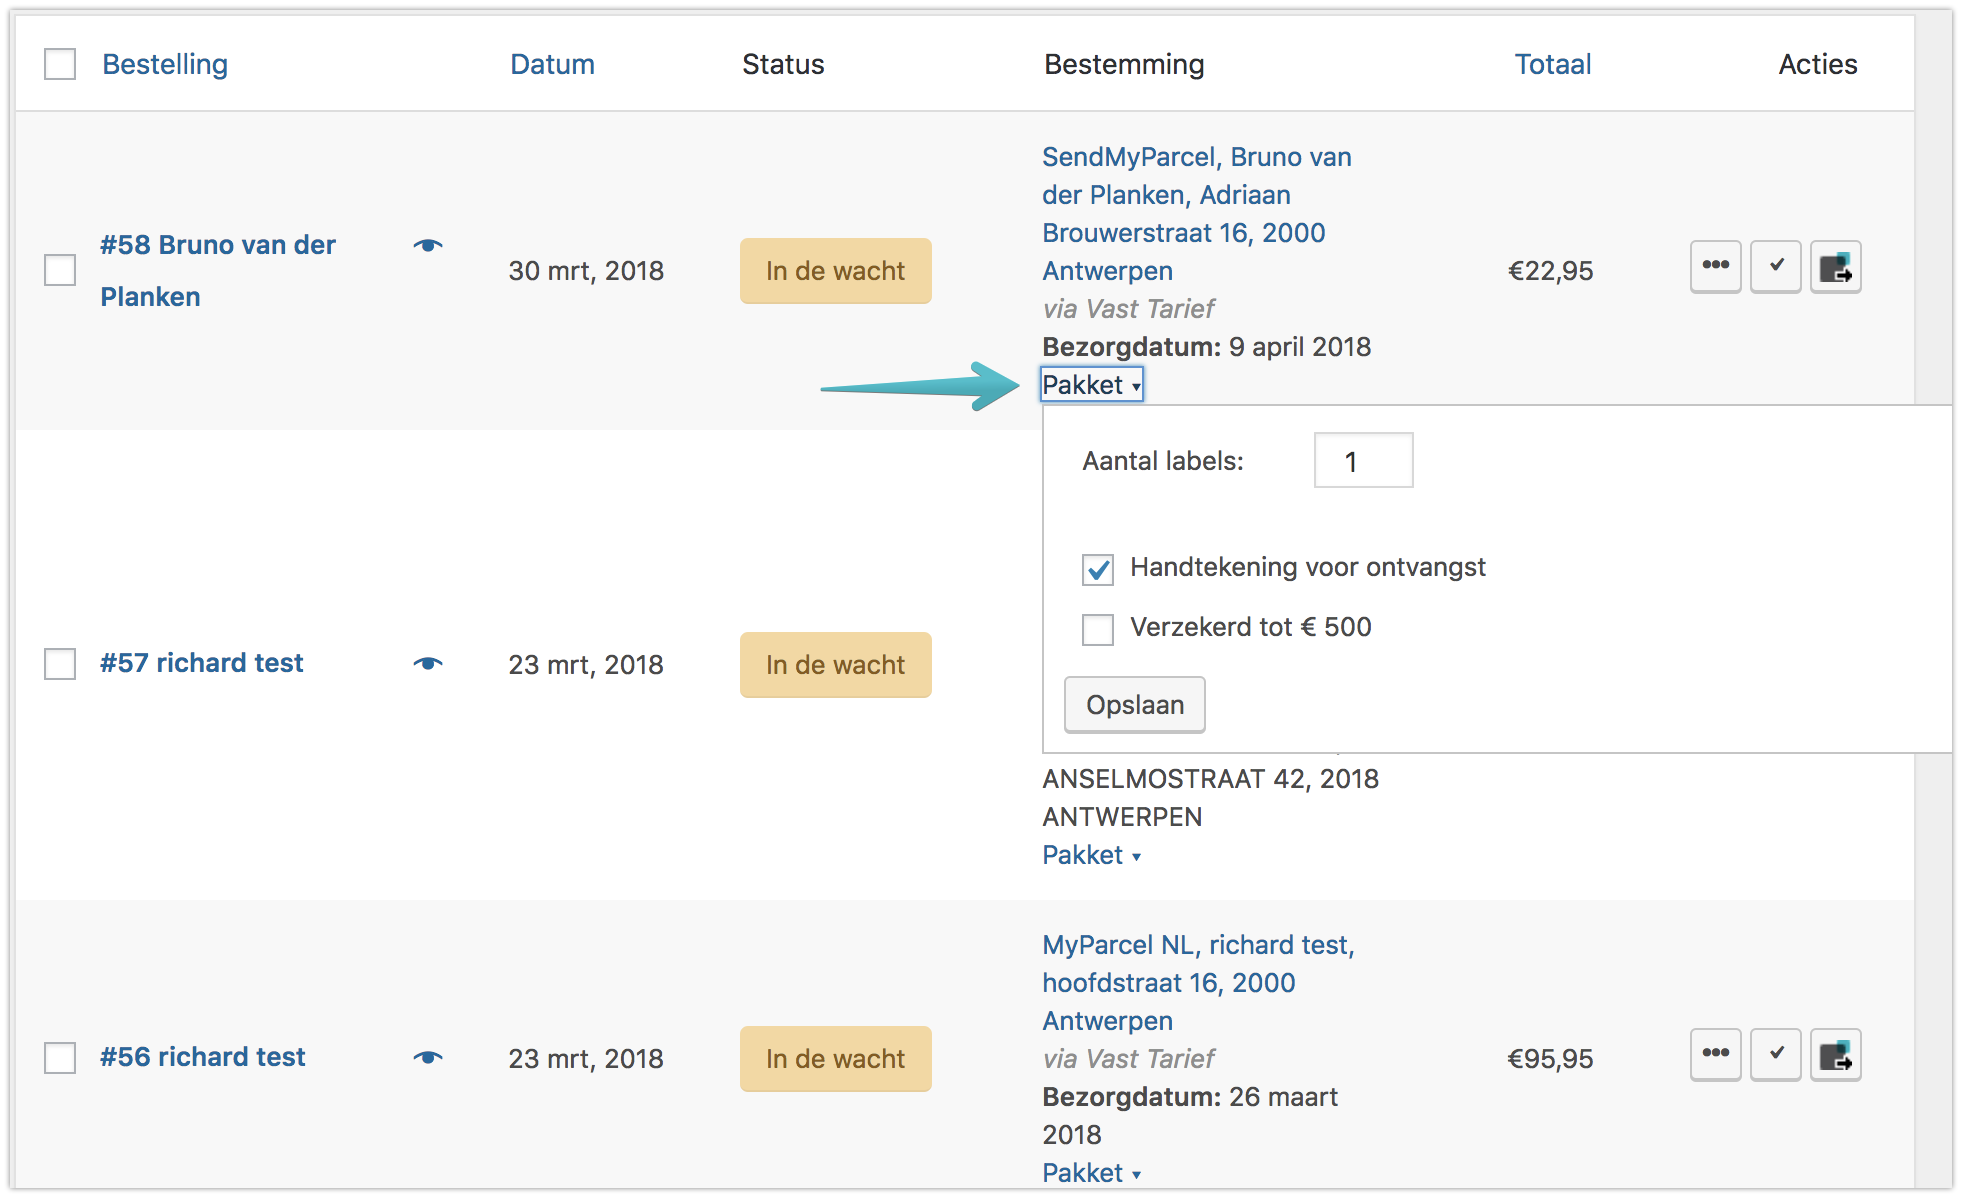 Bestelling Datum Status Bestemming Totaal Acties
SendMyParcel, Bruno van
der Planken, Adriaan
Brouwerstraat 16, 2000
Antwerpen
via Vast Tarief
Bezorgdatum: 9 april 2018
Pakket ▾
#58 Bruno van der
Planken
30 mrt, 2018
In de wacht
€22,95
Aantal labels: 1
Handtekening voor ontvangst
Verzekerd tot € 500
Opslaan
#57 richard test
23 mrt, 2018
In de wacht
ANSELMOSTRAAT 42, 2018
ANTWERPEN
Pakket ▾
#56 richard test
23 mrt, 2018
In de wacht
MyParcel NL, richard test,
hoofdstraat 16, 2000
Antwerpen
via Vast Tarief
Bezorgdatum: 26 maart
2018
Pakket ▾
€95,95